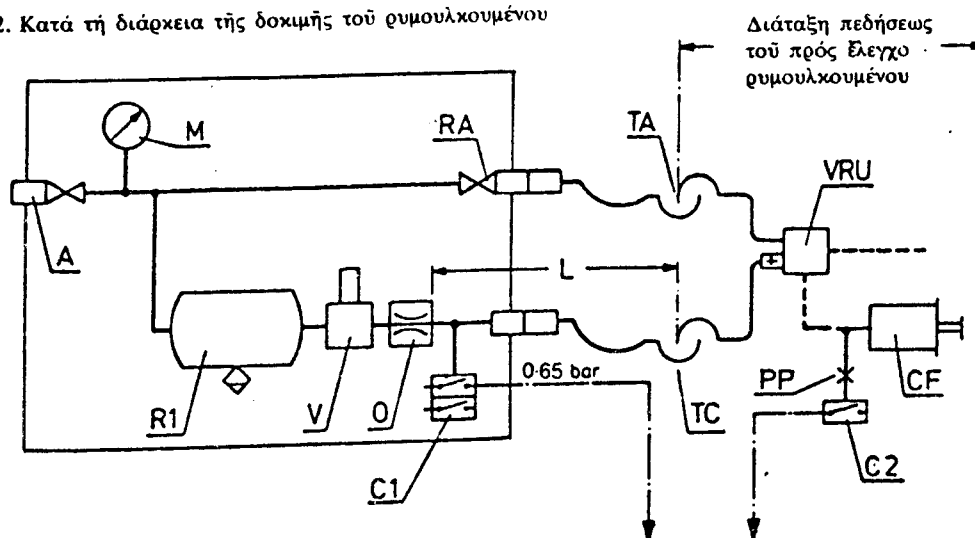 2. Κατά τή διάρκεια τῆς δοκιμῆς τοῦ ρυμουλκουμένου
Διάταξη πεδήσεως
τοῦ πρός ἔλεγχο
ρυμουλκουμένου
M
RA
TA
VRU
A
L
0·65 bar
PP
CF
R1
V
O
TC
C1
C2